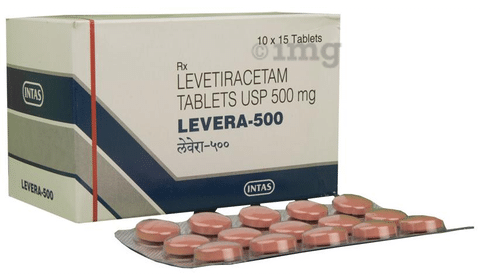 ©1mg
10 x 15 Tablets
Rx
LEVETIRACETAM
TABLETS USP 500 mg
LEVERA-500
लेवेरा-५००
INTAS
INTAS
LEVERA-500